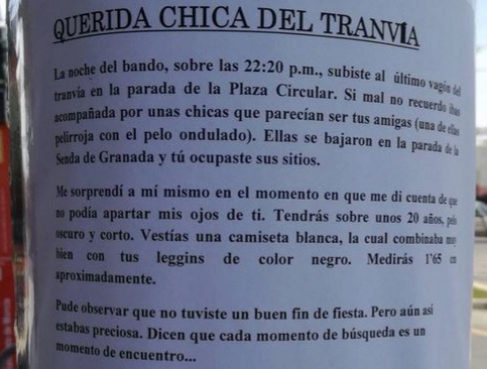 QUERIDA CHICA DEL TRANVÍA
La noche del bando, sobre las 22:20 p.m., subiste al último vagón del
tranvía en la parada de la Plaza Circular. Si mal no recuerdo ibas
acompañada por unas chicas que parecían ser tus amigas (una de ellas
pelirroja con el pelo ondulado). Ellas se bajaron en la parada de la
Senda de Granada y tú ocupaste sus sitios.
Me sorprendí a mí mismo en el momento en que me di cuenta de que
no podía apartar mis ojos de ti. Tendrás sobre unos 20 años, pelo
oscuro y corto. Vestías una camiseta blanca, la cual combinaba muy
bien con tus leggins de color negro. Medirás 1'65 cm
aproximadamente.
Pude observar que no tuviste un buen fin de fiesta. Pero aún así
estabas preciosa. Dicen que cada momento de búsqueda es un
momento de encuentro...